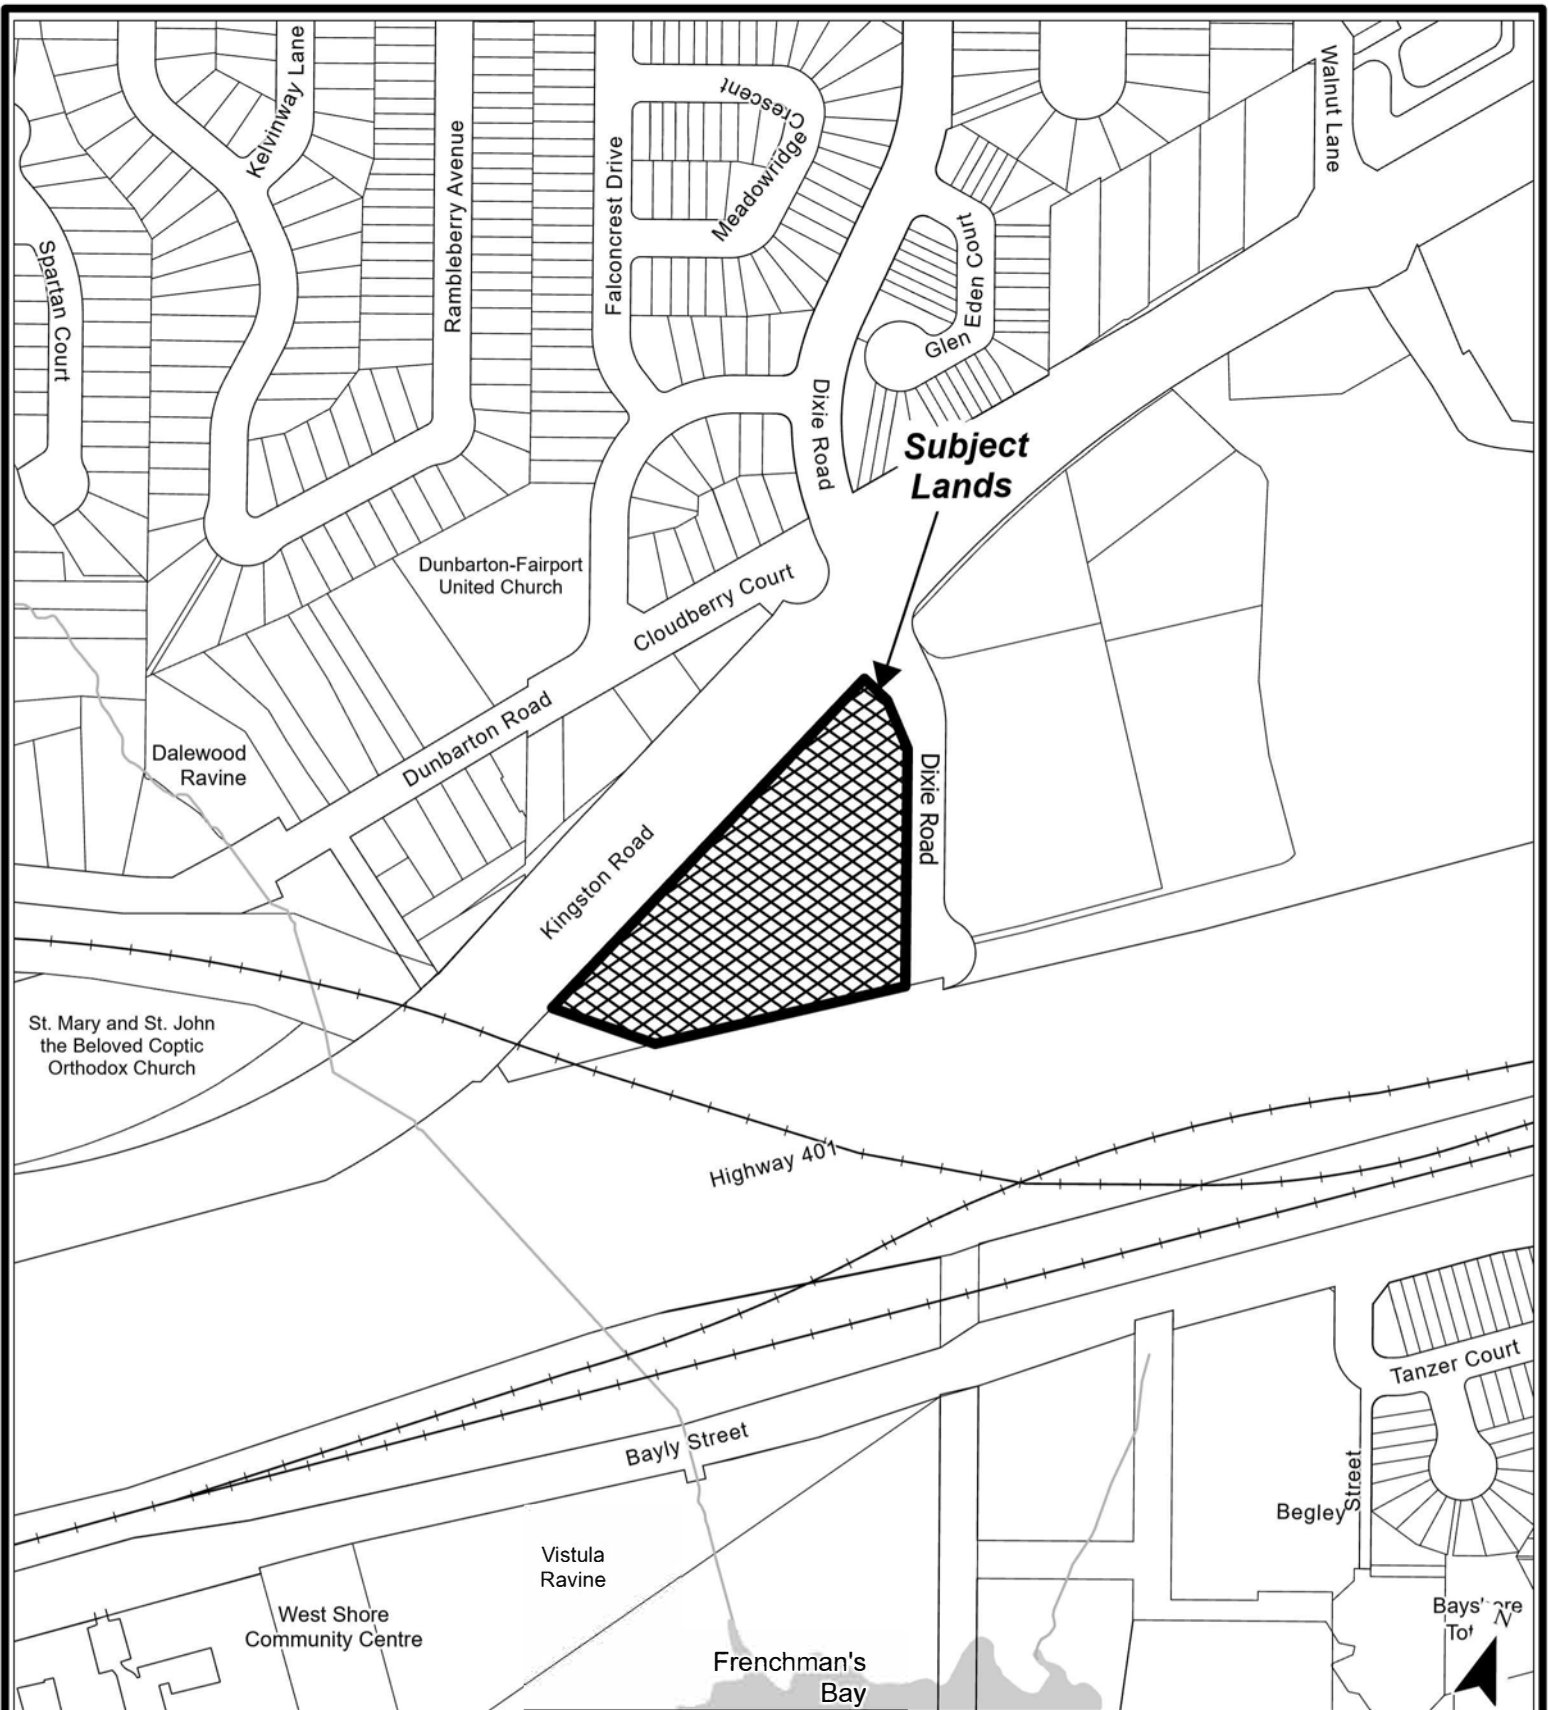 Kelvinway Lane
Crescent
Meadowridge
Walnut Lane
Rambleberry Avenue
Falconcrest Drive
Spartan Court
Glen Eden Court
Dixie Road
Subject
Lands
Dunbarton-Fairport
United Church
Cloudberry Court
Dunbarton Road
Dalewood
Ravine
Kingston Road
Dixie Road
St. Mary and St. John
the Beloved Coptic
Orthodox Church
Highway 401
Tanzer Court
Bayly Street
Begley Street
Vistula
Ravine
West Shore
Community Centre
Frenchman's
Bay
N